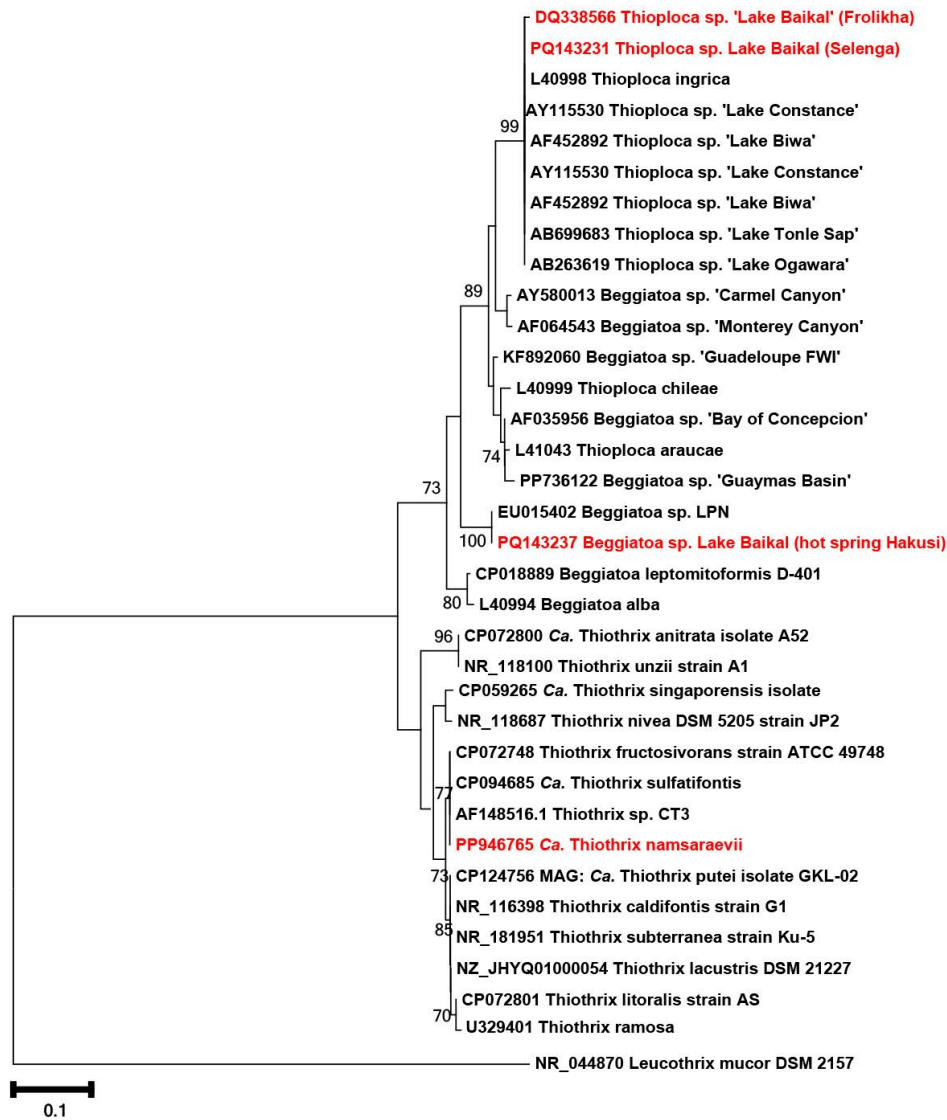 DQ338566 Thioploca sp. 'Lake Baikal' (Frolikha)
PQ143231 Thioploca sp. Lake Baikal (Selenga)
L40998 Thioploca ingrica
AY115530 Thioploca sp. 'Lake Constance'
99
AF452892 Thioploca sp. 'Lake Biwa'
AY115530 Thioploca sp. 'Lake Constance'
AF452892 Thioploca sp. 'Lake Biwa'
AB699683 Thioploca sp. 'Lake Tonle Sap'
AB263619 Thioploca sp. 'Lake Ogawara'
89
AY580013 Beggiatoa sp. 'Carmel Canyon'
AF064543 Beggiatoa sp. 'Monterey Canyon'
KF892060 Beggiatoa sp. 'Guadeloupe FWI'
L40999 Thioploca chileae
AF035956 Beggiatoa sp. 'Bay of Concepcion'
L41043 Thioploca araucae
74
PP736122 Beggiatoa sp. 'Guaymas Basin'
73
EU015402 Beggiatoa sp. LPN
100
PQ143237 Beggiatoa sp. Lake Baikal (hot spring Hakusi)
CP018889 Beggiatoa leptomitoformis D-401
80
L40994 Beggiatoa alba
96
CP072800 Ca. Thiothrix anitrata isolate A52
NR_118100 Thiothrix unzii strain A1
CP059265 Ca. Thiothrix singaporensis isolate
NR_118687 Thiothrix nivea DSM 5205 strain JP2
CP072748 Thiothrix fructosivorans strain ATCC 49748
CP094685 Ca. Thiothrix sulfatifontis
77
AF148516.1 Thiothrix sp. CT3
PP946765 Ca. Thiothrix namsaraevii
73
CP124756 MAG: Ca. Thiothrix putei isolate GKL-02
NR_116398 Thiothrix caldifontis strain G1
85
NR_181951 Thiothrix subterranea strain Ku-5
NZ_JHYQ01000054 Thiothrix lacustris DSM 21227
CP072801 Thiothrix litoralis strain AS
70
U329401 Thiothrix ramosa
NR_044870 Leucothrix mucor DSM 2157
0.1